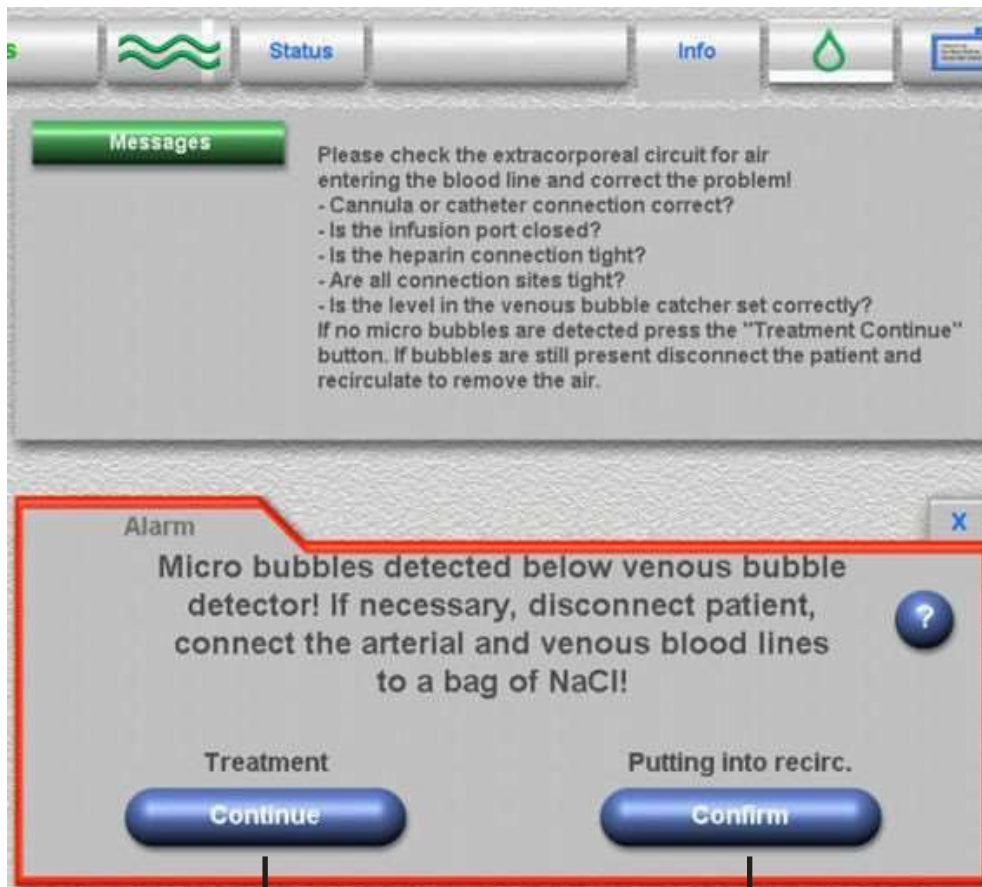 s
Status
Info
Messages
Please check the extracorporeal circuit for air
entering the blood line and correct the problem!
- Cannula or catheter connection correct?
- Is the infusion port closed?
- Is the heparin connection tight?
- Are all connection sites tight?
- Is the level in the venous bubble catcher set correctly?
If no micro bubbles are detected press the "Treatment Continue"
button. If bubbles are still present disconnect the patient and
recirculate to remove the air.
Alarm
X
Micro bubbles detected below venous bubble
detector! If necessary, disconnect patient,
connect the arterial and venous blood lines
to a bag of NaCl!
?
Treatment
Putting into recirc.
Continue
Confirm